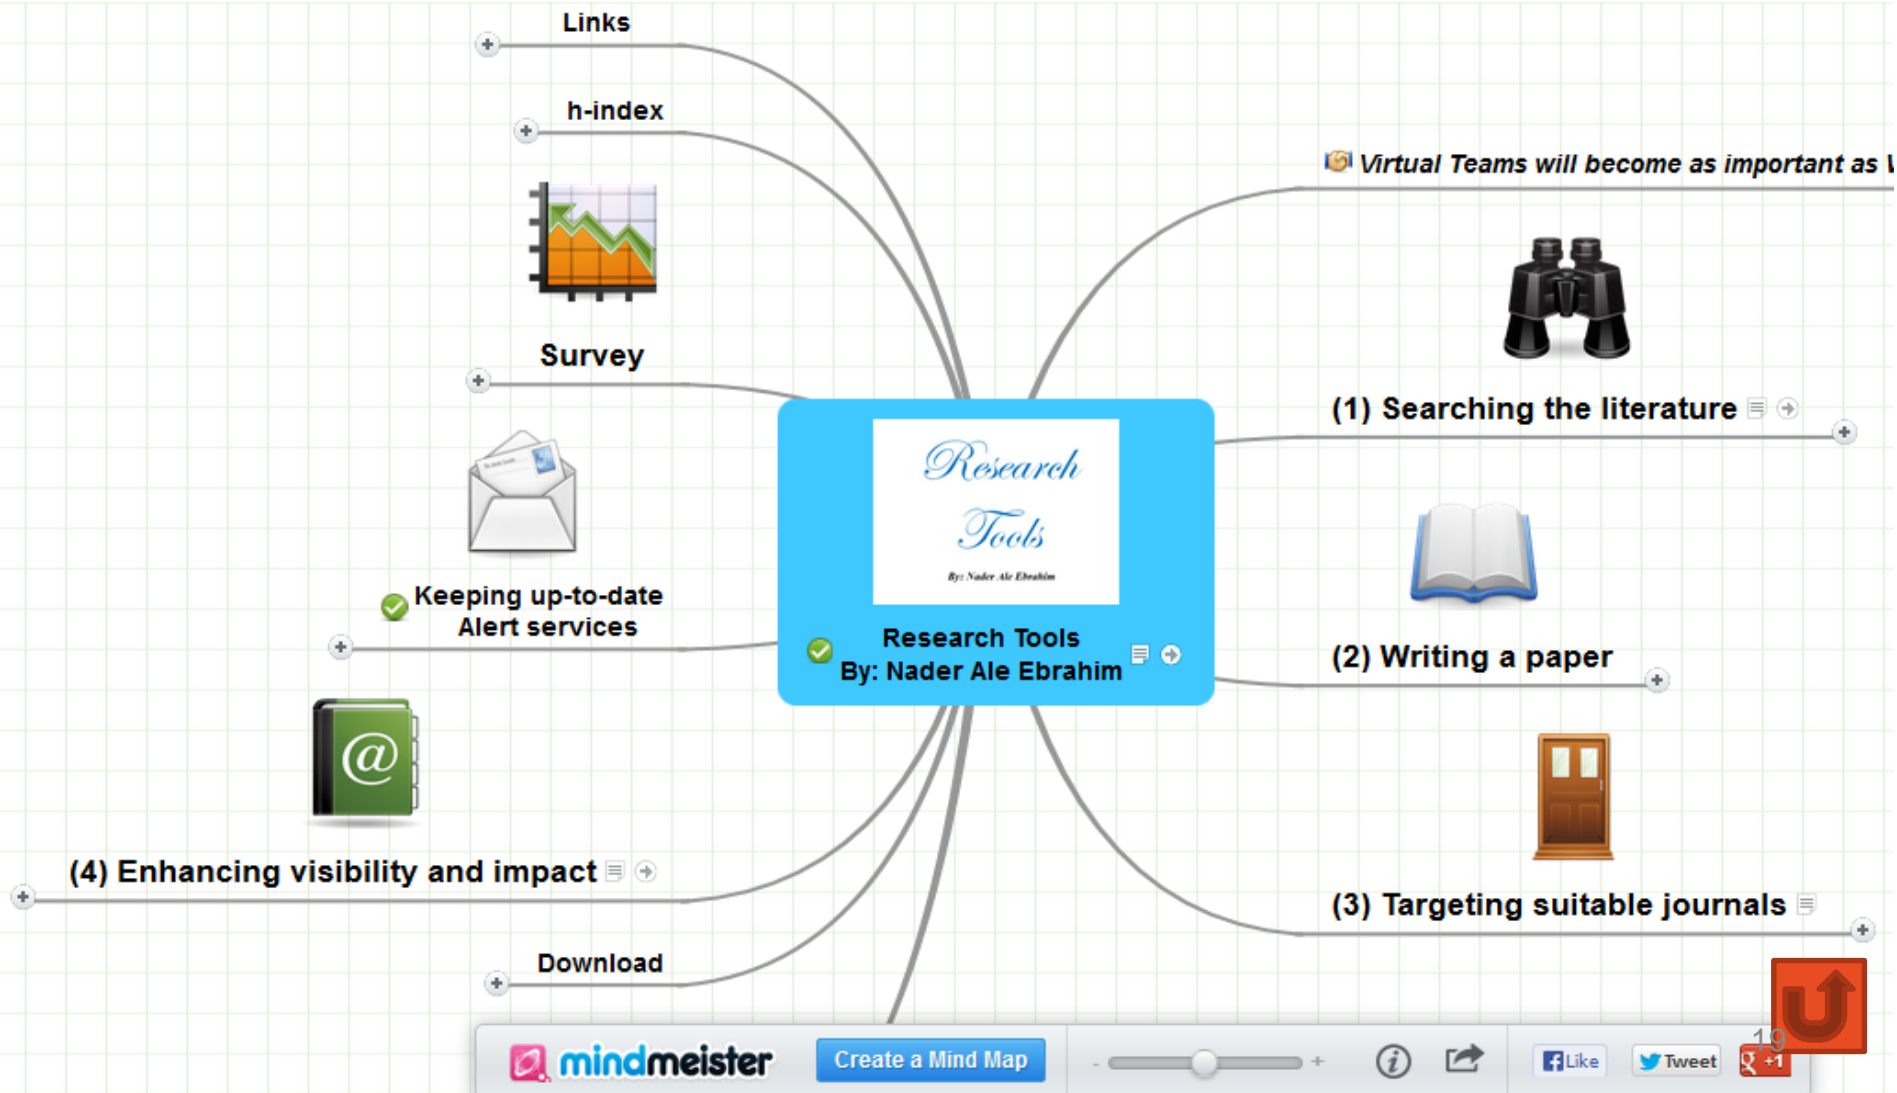 Links
h-index
Virtual Teams will become as important as
Survey
(1) Searching the literature
Research
Tools
By: Nader Ale Ebrahim
Keeping up-to-date
Alert services
Research Tools
By: Nader Ale Ebrahim
(2) Writing a paper
@
(4) Enhancing visibility and impact
(3) Targeting suitable journals
Download
mindmeister
Create a Mind Map
- +
i
Like
Tweet
g +1
19